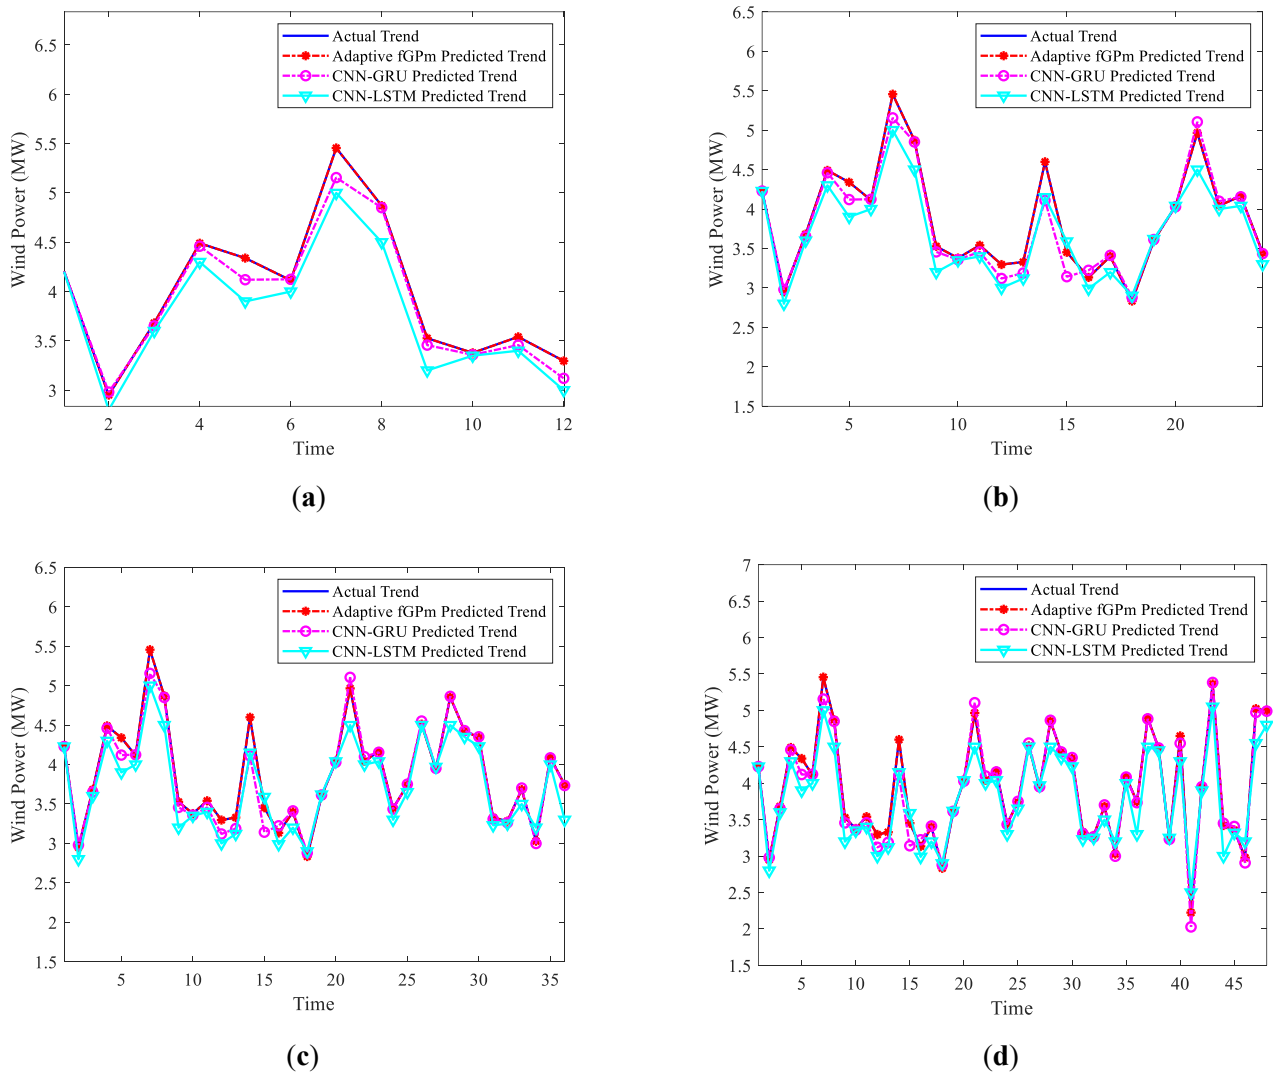 6.5
6
5.5
5
4.5
4
3.5
3
Wind Power (MW)
Actual Trend
Adaptive fGPm Predicted Trend
CNN-GRU Predicted Trend
CNN-LSTM Predicted Trend
2 4 6 8 10 12
Time
(a)
6.5
6
5.5
5
4.5
4
3.5
3
2.5
2
1.5
Wind Power (MW)
Actual Trend
Adaptive fGPm Predicted Trend
CNN-GRU Predicted Trend
CNN-LSTM Predicted Trend
5 10 15 20
Time
(b)
6.5
6
5.5
5
4.5
4
3.5
3
2.5
2
1.5
Wind Power (MW)
Actual Trend
Adaptive fGPm Predicted Trend
CNN-GRU Predicted Trend
CNN-LSTM Predicted Trend
5 10 15 20 25 30 35
Time
(c)
7
6.5
6
5.5
5
4.5
4
3.5
3
2.5
2
1.5
Wind Power (MW)
Actual Trend
Adaptive fGPm Predicted Trend
CNN-GRU Predicted Trend
CNN-LSTM Predicted Trend
5 10 15 20 25 30 35 40 45
Time
(d)